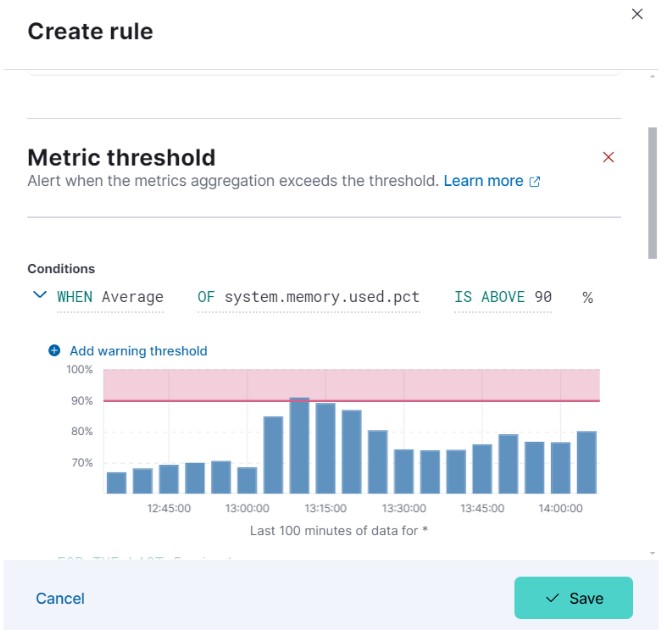 Create rule
Metric threshold
Alert when the metrics aggregation exceeds the threshold. Learn more
Conditions
WHEN Average OF system.memory.used.pct IS ABOVE 90 %
Add warning threshold
100%
90%
80%
70%
12:45:00 13:00:00 13:15:00 13:30:00 13:45:00 14:00:00
Last 100 minutes of data for *
Cancel Save